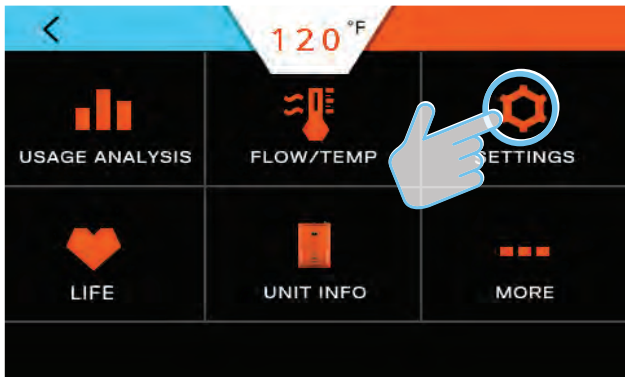 120 °F
USAGE ANALYSIS
FLOW/TEMP
SETTINGS
LIFE
UNIT INFO
MORE